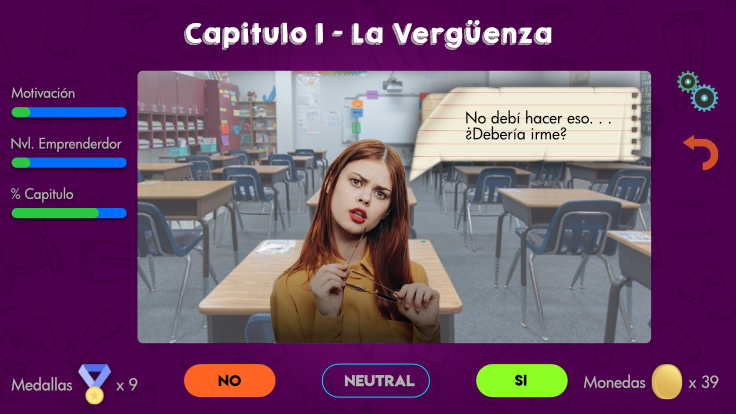 Capitulo I - La Vergüenza
Motivación
Nvl. Emprenderdor
% Capitulo
No debí hacer eso. . .
¿Debería irme?
Medallas x 9
NO
NEUTRAL
SI
Monedas x 39